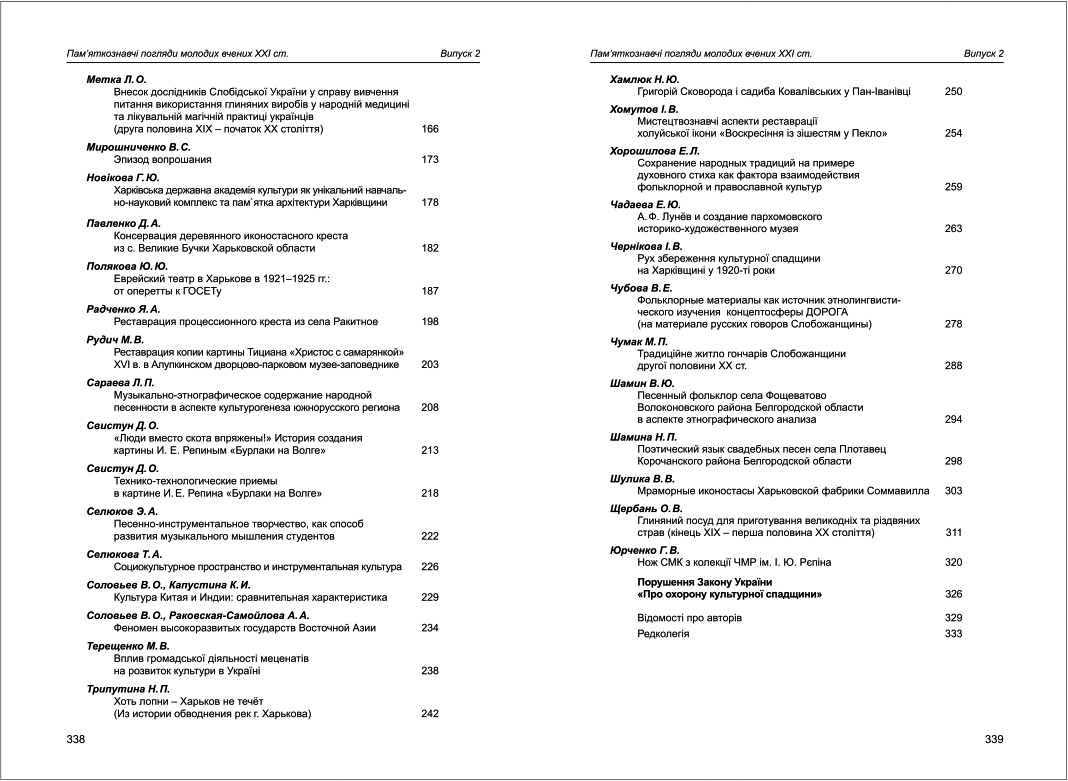 Пам’яткознавчі погляди молодих вчених XXI ст. Випуск 2
Метка Л. О.
Внесок дослідників Слобідської України у справу вивчення
питання використання глиняних виробів у народній медицині
та лікувальній магічній практиці українців
(друга половина XIX – початок XX століття) 166
Мирошниченко В. С.
Эпизод вопрошания 173
Новікова Г. Ю.
Харківська державна академія культури як унікальний навчаль-
но-науковий комплекс та пам`ятка архітектури Харківщини 178
Павленко Д. А.
Консервация деревянного иконостасного креста
из с. Великие Бучки Харьковской области 182
Полякова Ю. Ю.
Еврейский театр в Харькове в 1921–1925 гг.:
от оперетты к ГОСЕТу 187
Радченко Я. А.
Реставрация процессионного креста из села Ракитное 198
Рудич М. В.
Реставрация копии картины Тициана «Христос с самарянкой»
XVI в. в Алупкинском дворцово-парковом музее-заповеднике 203
Сараева Л. П.
Музыкально-этнографическое содержание народной
песенности в аспекте культурогенеза южнорусского региона 208
Свистун Д. О.
«Люди вместо скота впряжены!» История создания
картины И. Е. Репиным «Бурлаки на Волге» 213
Свистун Д. О.
Технико-технологические приемы
в картине И. Е. Репина «Бурлаки на Волге» 218
Селюков Э. А.
Песенно-инструментальное творчество, как способ
развития музыкального мышления студентов 222
Селюкова Т. А.
Социокультурное пространство и инструментальная культура 226
Соловьев В. О., Капустина К. И.
Культура Китая и Индии: сравнительная характеристика 229
Соловьев В. О., Раковская-Самойлова А. А.
Феномен высокоразвитых государств Восточной Азии 234
Терещенко М. В.
Вплив громадської діяльності меценатів
на розвиток культури в Україні 238
Трипутина Н. П.
Хоть лопни – Харьков не течёт
(Из истории обводнения рек г. Харькова) 242
338
Пам’яткознавчі погляди молодих вчених XXI ст. Випуск 2
Хамлюк Н. Ю.
Григорій Сковорода і садиба Ковалівських у Пан-Іванівці 250
Хомутов І. В.
Мистецтвознавчі аспекти реставрації
холуйської ікони «Воскресіння із зішестям у Пекло» 254
Хорошилова Е. Л.
Сохранение народных традиций на примере
духовного стиха как фактора взаимодействия
фольклорной и православной культур 259
Чадаева Е. Ю.
А. Ф. Лунёв и создание пархомовского
историко-художественного музея 263
Чернікова І. В.
Рух збереження культурної спадщини
на Харківщині у 1920-ті роки 270
Чубова В. Е.
Фольклорные материалы как источник этнолингвисти-
ческого изучения концептосферы ДОРОГА
(на материале русских говоров Слобожанщины) 278
Чумак М. П.
Традиційне житло гончарів Слобожанщини
другої половини XX ст. 288
Шамин В. Ю.
Песенный фольклор села Фощеватово
Волоконовского района Белгородской области
в аспекте этнографического анализа 294
Шамина Н. П.
Поэтический язык свадебных песен села Плотавец
Корочанского района Белгородской области 298
Шулика В. В.
Мраморные иконостасы Харьковской фабрики Соммавилла 303
Щербань О. В.
Глиняний посуд для приготування великодніх та різдвяних
страв (кінець XIX – перша половина XX століття) 311
Юрченко Г. В.
Нож СМК з колекції ЧМР ім. І. Ю. Рєпіна 320
Порушення Закону України
«Про охорону культурної спадщини» 326
Відомості про авторів 329
Редколегія 333
339